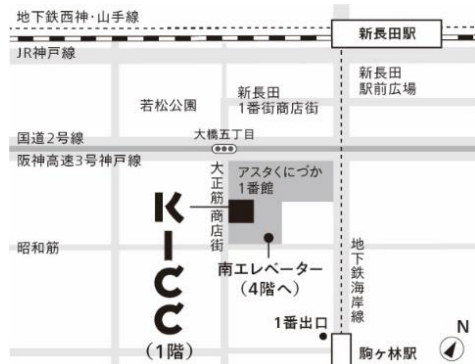 地下鉄西神・山手線
新長田駅
JR神戸線
新長田
駅前広場
若松公園
新長田
1番街商店街
国道2号線
大橋五丁目
阪神高速3号神戸線
アスタくにづか
1番館
大正筋商店街
KICC
(1階)
昭和筋
南エレベーター
(4階へ)
地下鉄海岸線
1番出口
駒ヶ林駅
N